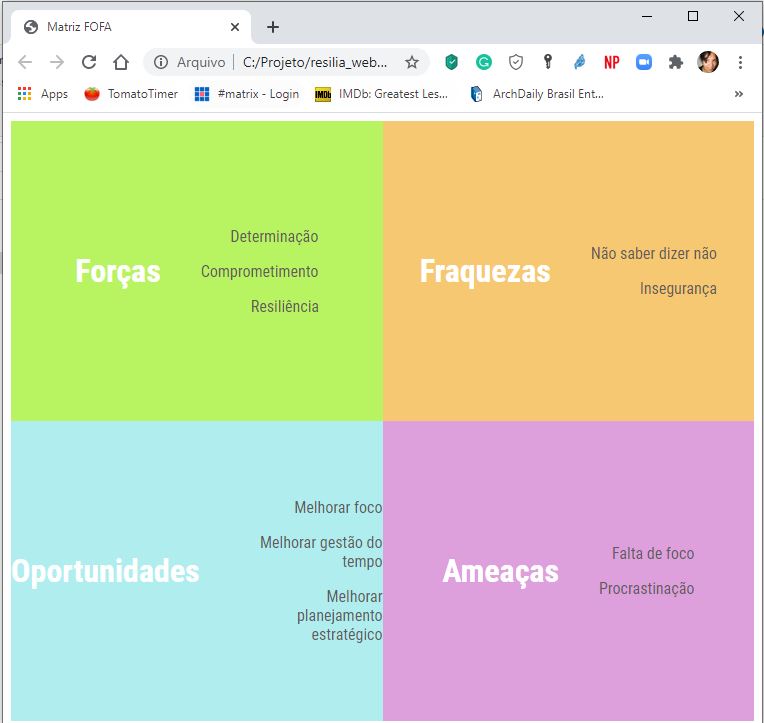 Matriz FOFA
Arquivo | C:/Projeto/resilia_web...
NP
Apps TomatoTimer #matrix - Login IMDb IMDb: Greatest Les... ArchDaily Brasil Ent... »
Forças
Determinação
Comprometimento
Resiliência
Fraquezas
Não saber dizer não
Insegurança
Oportunidades
Melhorar foco
Melhorar gestão do
tempo
Melhorar
planejamento
estratégico
Ameaças
Falta de foco
Procrastinação